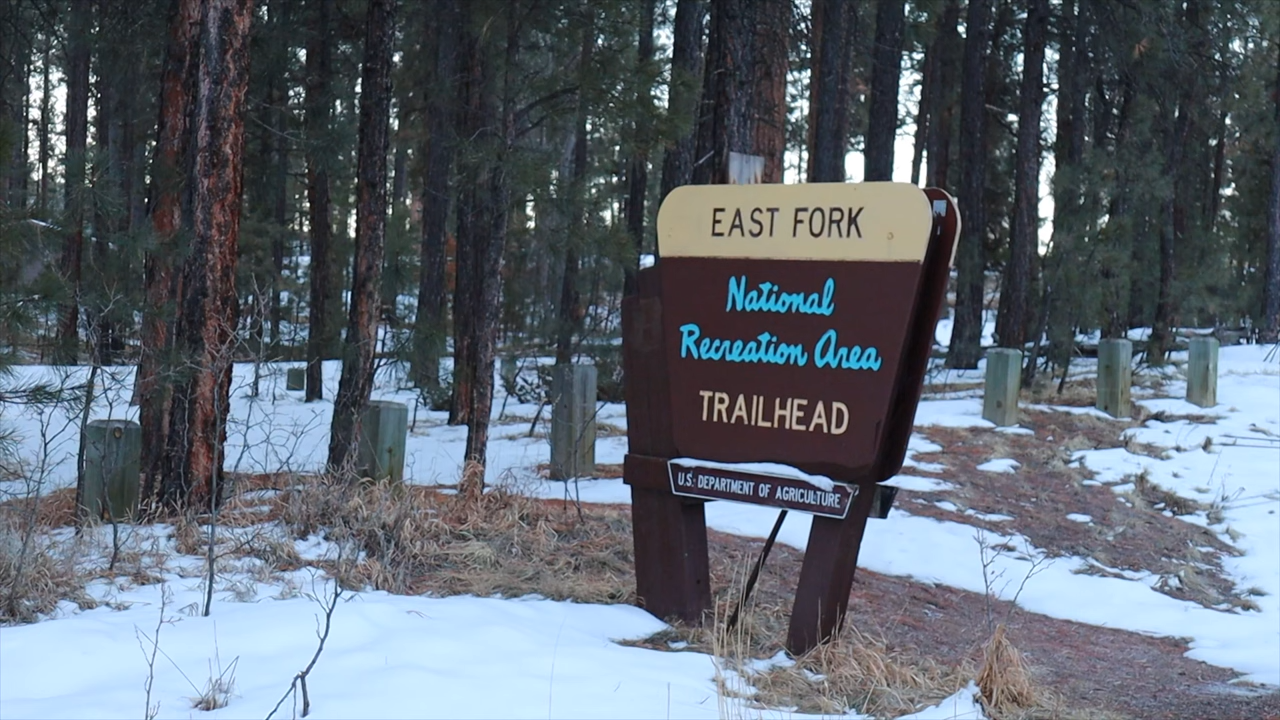 EAST FORK
National
Recreation Area
TRAILHEAD
U.S. DEPARTMENT OF AGRICULTURE